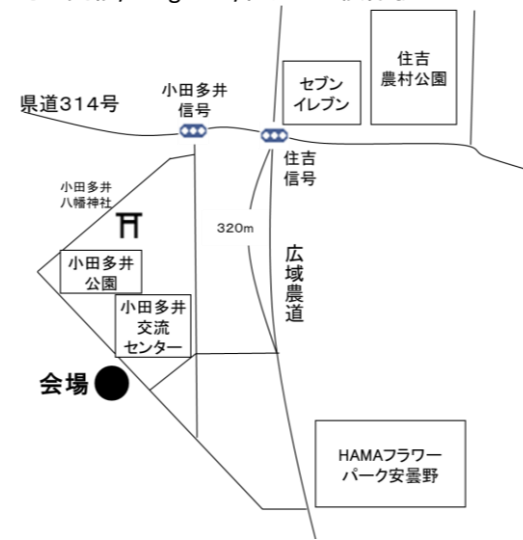 県道314号
小田多井
信号
セブン
イレブン
住吉
農村公園
住吉
信号
小田多井
八幡神社
320m
広域農道
小田多井
公園
小田多井
交流
センター
会場
HAMAフラワー
パーク安曇野